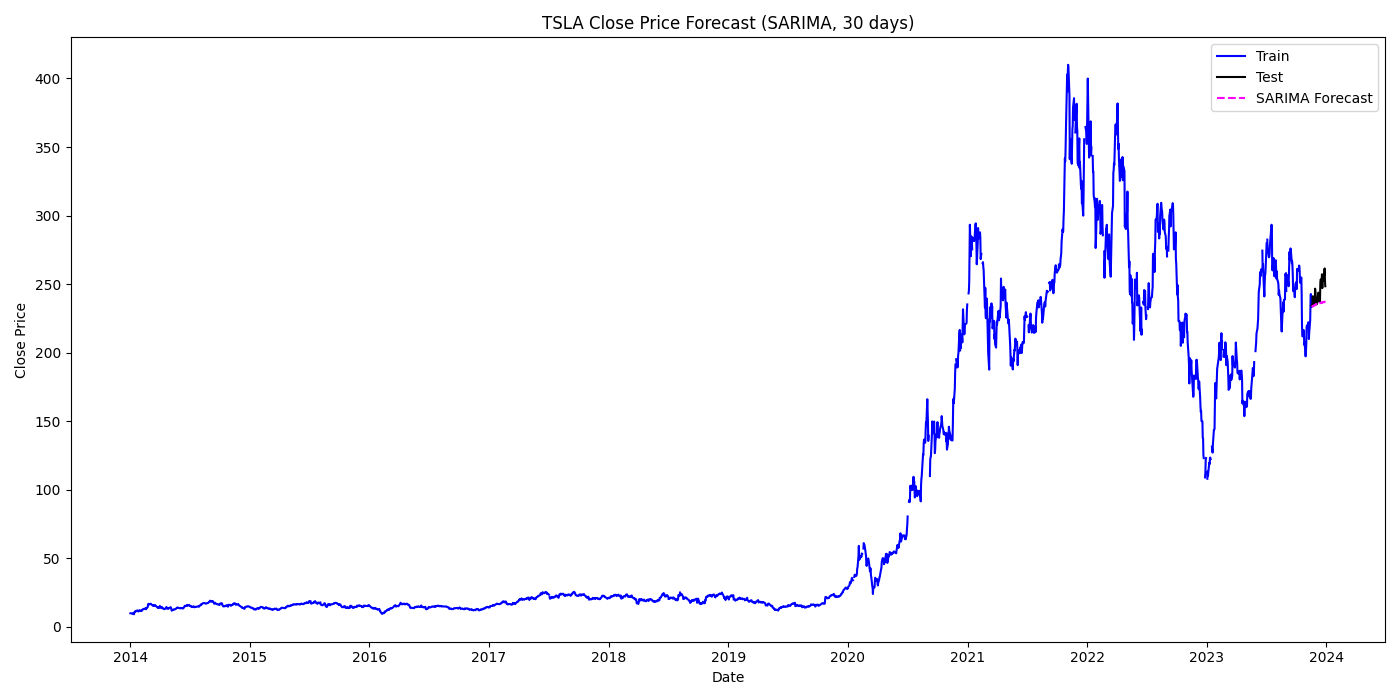 TSLA Close Price Forecast (SARIMA, 30 days)
Train
Test
SARIMA Forecast
Close Price
400
350
300
250
200
150
100
50
0
2014 2015 2016 2017 2018 2019 2020 2021 2022 2023 2024
Date